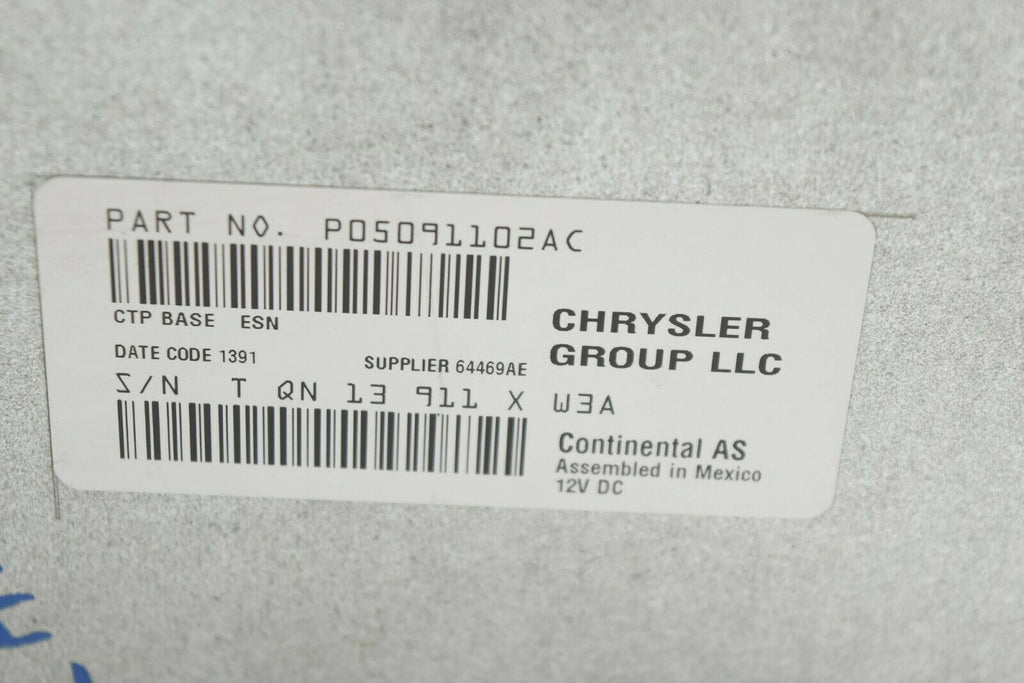 PART NO. P05091102AC
CTP BASE ESN
DATE CODE 1391
SUPPLIER 64469AE
S/N T QN 13 911 X W3A
CHRYSLER
GROUP LLC
Continental AS
Assembled in Mexico
12V DC